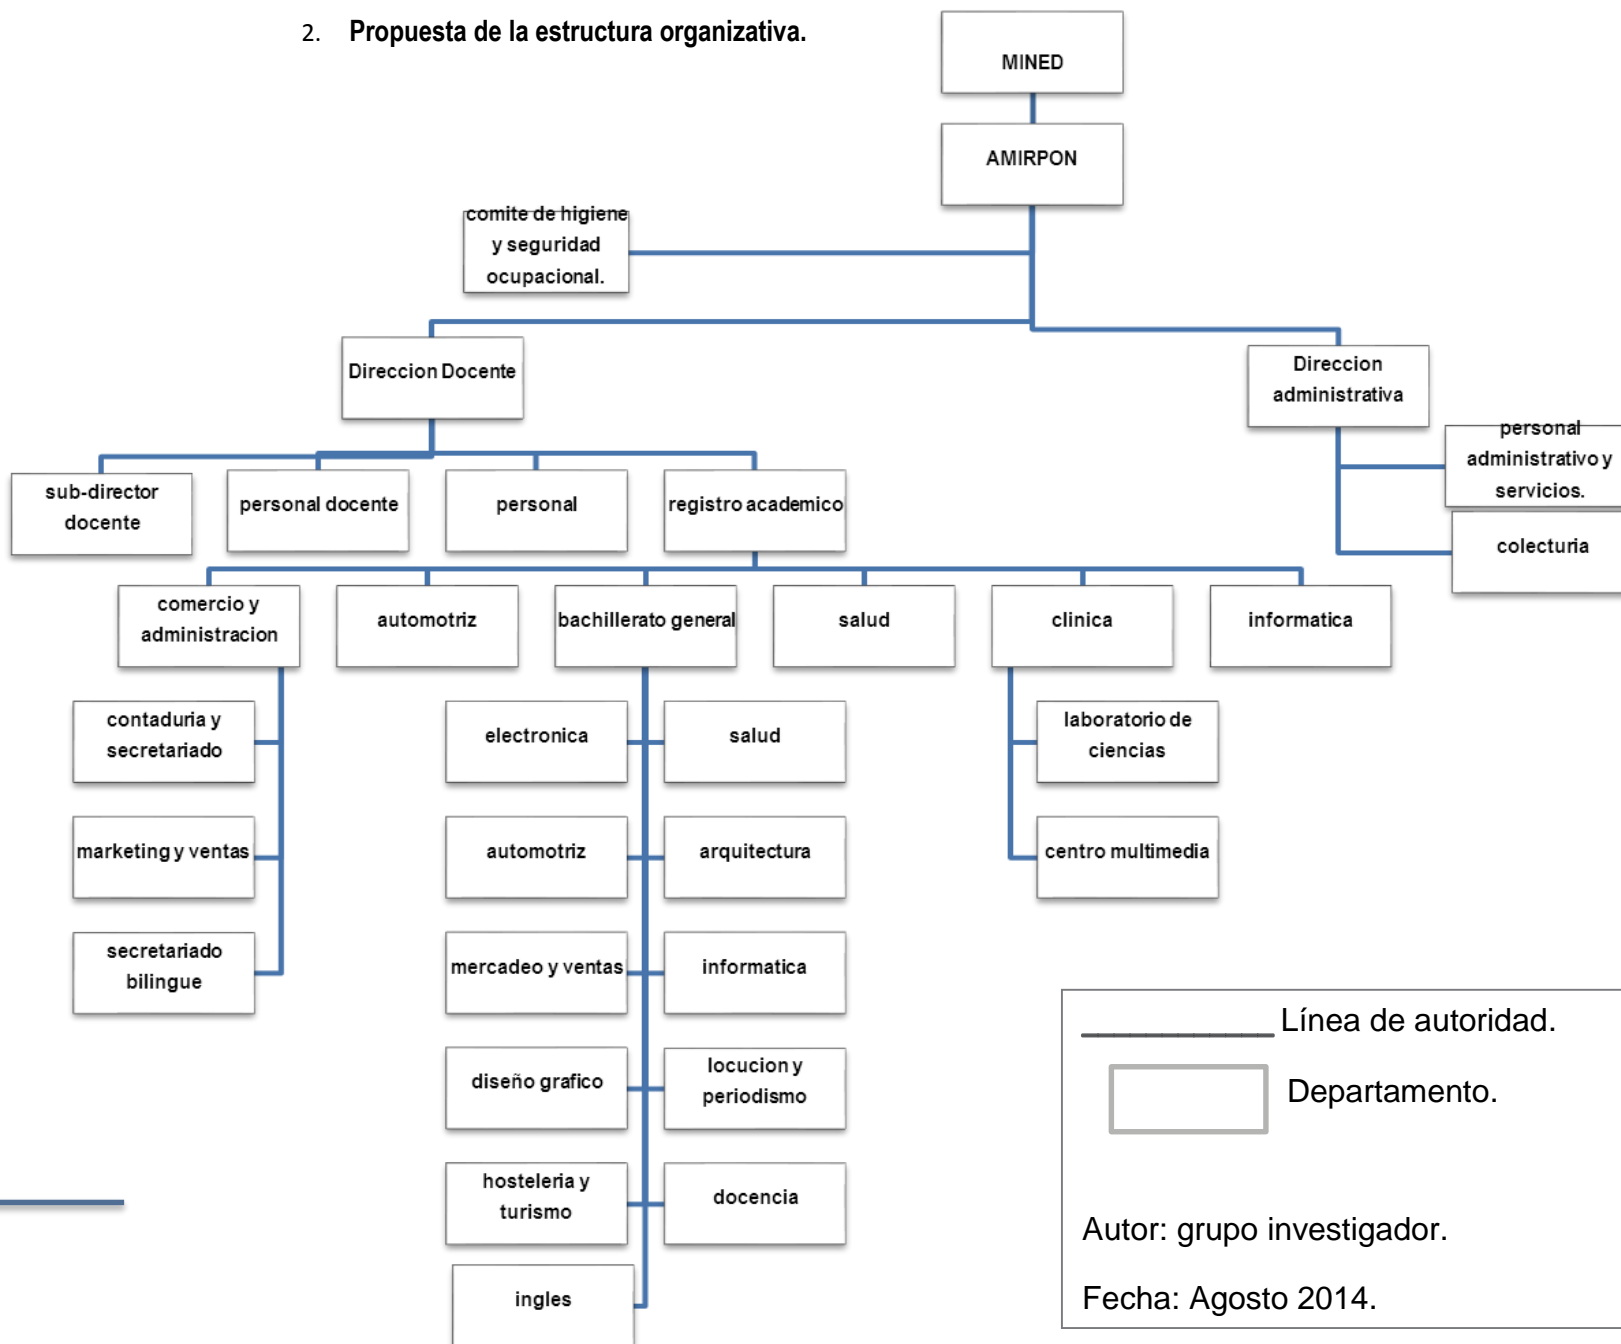 2. Propuesta de la estructura organizativa.
MINED
AMIRPON
comite de higiene
y seguridad
ocupacional.
Direccion Docente
Direccion
administrativa
personal
administrativo y
servicios.
colecturia
sub-director
docente
personal docente
personal
registro academico
comercio y
administracion
automotriz
bachillerato general
salud
clinica
informatica
contaduria y
secretariado
marketing y ventas
secretariado
bilingue
electronica
salud
automotriz
arquitectura
mercadeo y ventas
informatica
diseño grafico
locucion y
periodismo
hosteleria y
turismo
docencia
ingles
laboratorio de
ciencias
centro multimedia
Línea de autoridad.
Departamento.
Autor: grupo investigador.
Fecha: Agosto 2014.